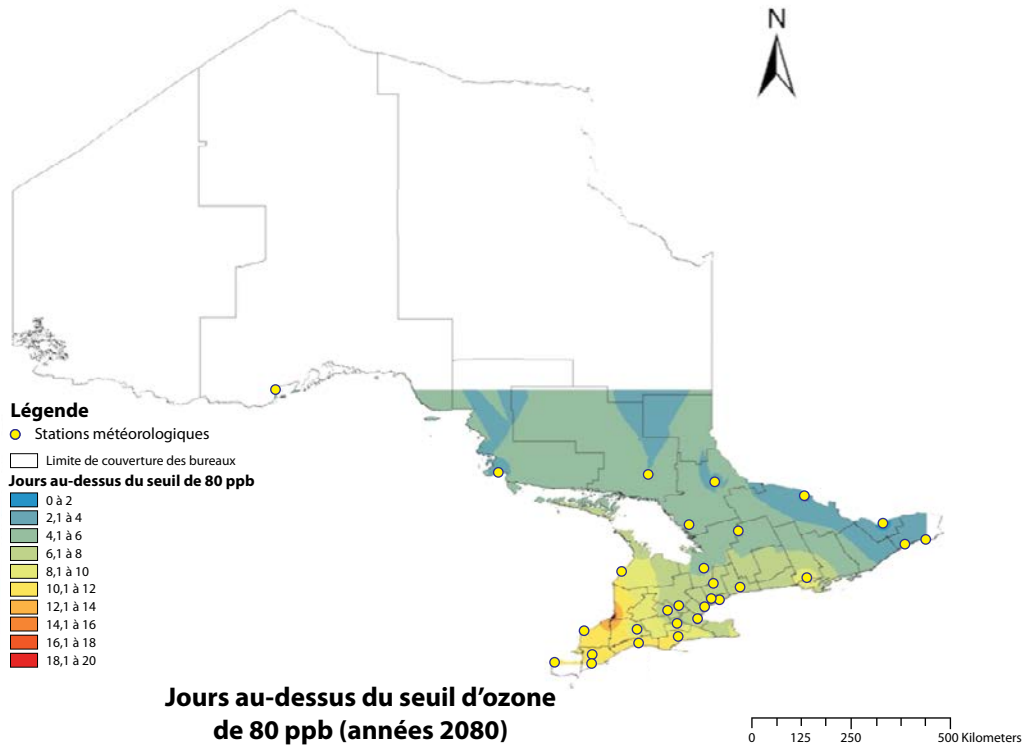 N
Légende
Stations météorologiques
Limite de couverture des bureaux
Jours au-dessus du seuil de 80 ppb
0 à 2
2,1 à 4
4,1 à 6
6,1 à 8
8,1 à 10
10,1 à 12
12,1 à 14
14,1 à 16
16,1 à 18
18,1 à 20
Jours au-dessus du seuil d'ozone
de 80 ppb (années 2080)
0 125 250 500 Kilometers